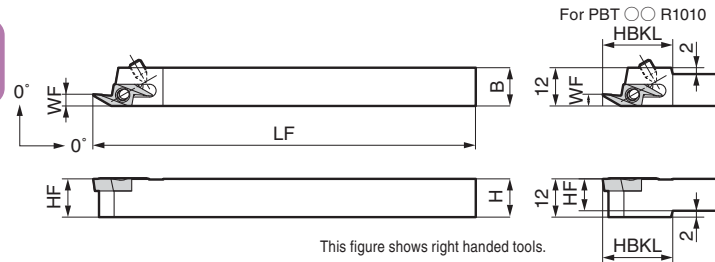 For PBT ○○ R1010
HBKL
2
WF
B
12
WF
0°
0°
LF
HF
H
12
HF
2
This figure shows right handed tools.
HBKL